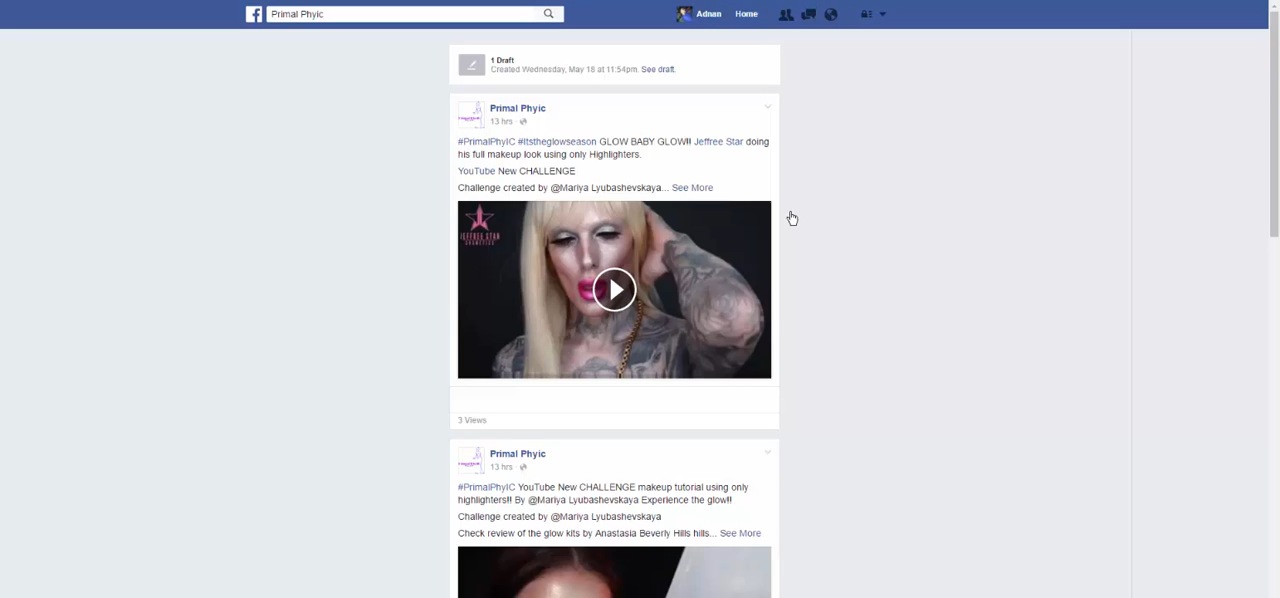 Primal Phyic
Adnan
Home
1 Draft
Created Wednesday, May 18 at 11:54pm. See draft.
Primal Phyic
13 hrs ·
#PrimalPhyIC #Itstheglowseason GLOW BABY GLOW!! Jeffree Star doing
his full makeup look using only Highlighters.
YouTube New CHALLENGE
Challenge created by @Mariya Lyubashevskaya... See More
JEFFREE STAR
COSMETICS
3 Views
Primal Phyic
13 hrs ·
#PrimalPhyIC YouTube New CHALLENGE makeup tutorial using only
highlighters!! By @Mariya Lyubashevskaya Experience the glow!!
Challenge created by @Mariya Lyubashevskaya
Check review of the glow kits by Anastasia Beverly Hills hills... See More